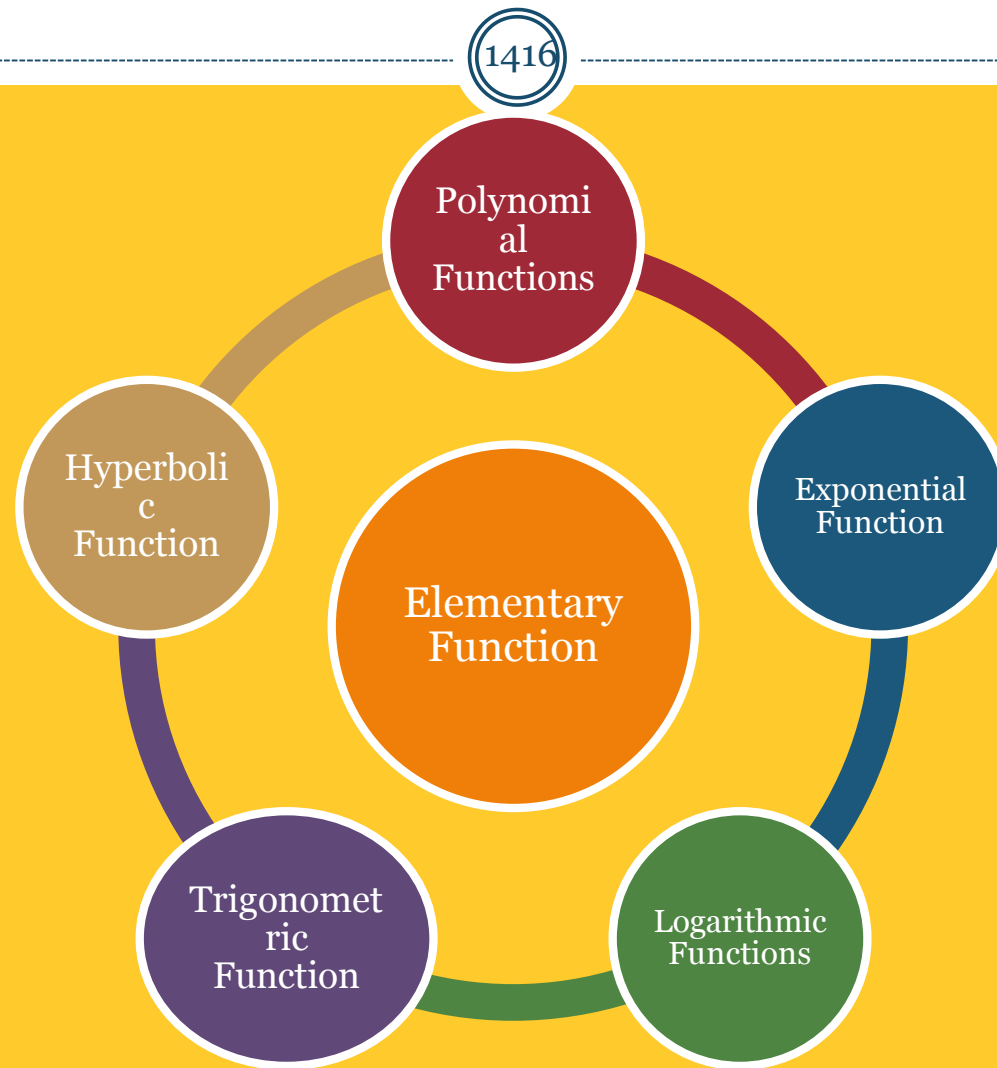 1416
Polynomi
al
Functions
Exponential
Function
Logarithmic
Functions
Trigonomet
ric
Function
Hyperboli
c
Function
Elementary
Function